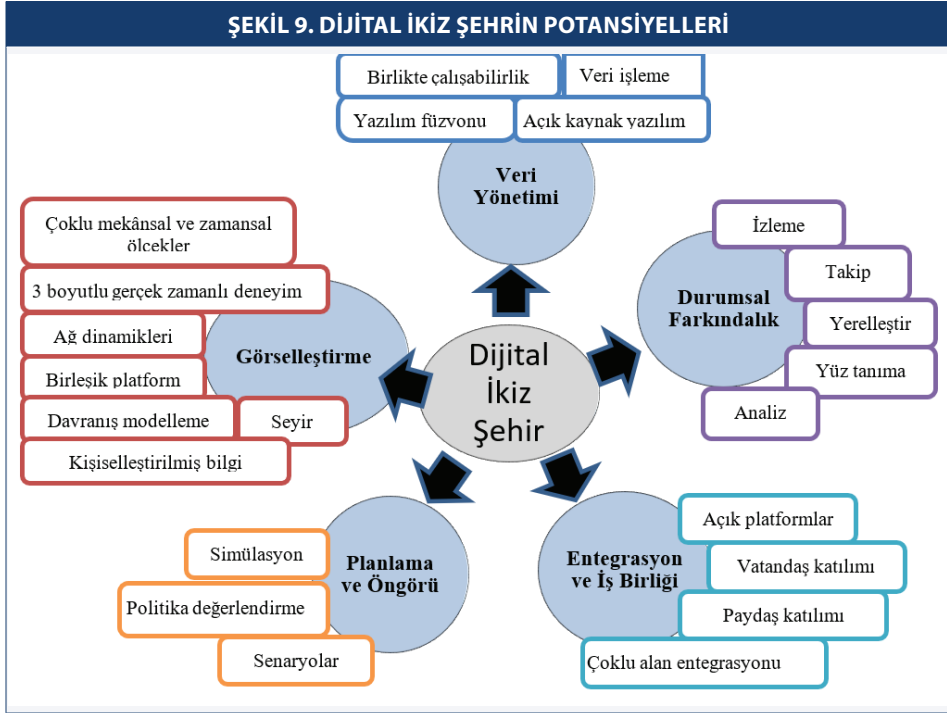 ŞEKİL 9. DİJİTAL İKİZ ŞEHRİN POTANSİYELLERİ
Birlikte çalışabilirlik
Veri işleme
Yazılım füzvonu
Açık kaynak yazılım
Veri
Yönetimi
Çoklu mekânsal ve zamansal
ölcekler
3 boyutlu gerçek zamanlı deneyim
Ağ dinamikleri
Birleşik platform
Davranış modelleme
Seyir
Kişiselleştirilmiş bilgi
Görselleştirme
İzleme
Takip
Yerelleştir
Yüz tanıma
Analiz
Durumsal
Farkındalık
Dijital
İkiz
Şehir
Simülasyon
Politika değerlendirme
Senaryolar
Planlama
ve Öngörü
Entegrasyon
ve İş Birliği
Açık platformlar
Vatandaş katılımı
Paydaş katılımı
Çoklu alan entegrasyonu